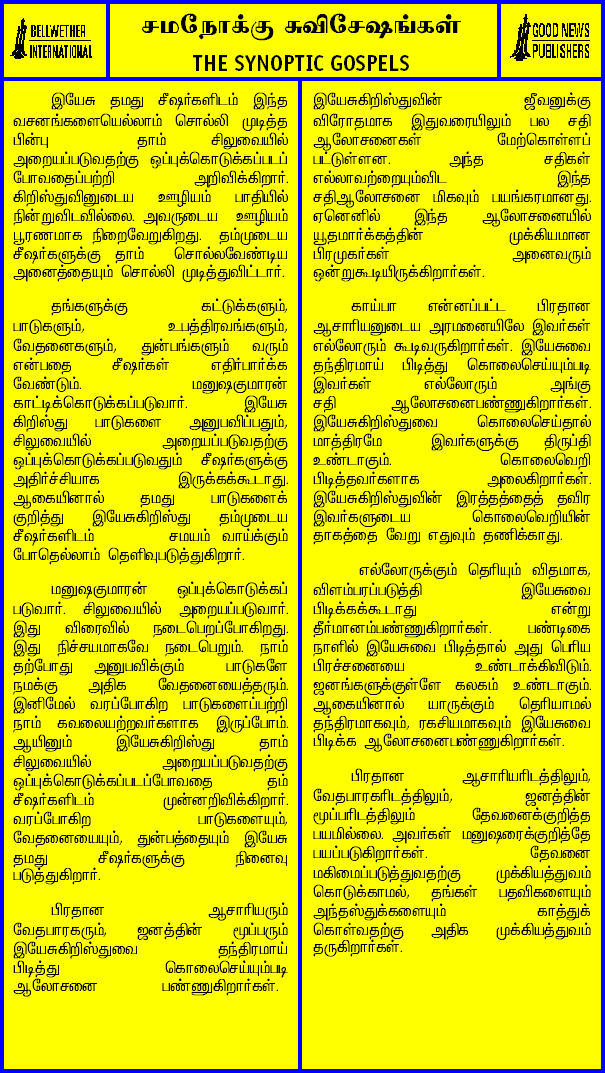 BELLWETHER
INTERNATIONAL
சமநோக்கு சுவிசேஷங்கள்
THE SYNOPTIC GOSPELS
GOOD NEWS
PUBLISHERS
இயேசு தமது சீஷர்களிடம் இந்த
வசனங்களையெல்லாம் சொல்லி முடித்த
பின்பு தாம் சிலுவையில்
அறையப்படுவதற்கு ஒப்புக்கொடுக்கப்படப்
போவதைப்பற்றி அறிவிக்கிறார்.
கிறிஸ்துவினுடைய ஊழியம் பாதியில்
நின்றுவிடவில்லை. அவருடைய ஊழியம்
பூரணமாக நிறைவேறுகிறது. தம்முடைய
சீஷர்களுக்கு தாம் சொல்லவேண்டிய
அனைத்தையும் சொல்லி முடித்துவிட்டார்.
தங்களுக்கு கட்டுக்களும்,
பாடுகளும், உபத்திரவங்களும்,
வேதனைகளும், துன்பங்களும் வரும்
என்பதை சீஷர்கள் எதிர்பார்க்க
வேண்டும். மனுஷகுமாரன்
காட்டிக்கொடுக்கப்படுவார். இயேசு
கிறிஸ்து பாடுகளை அனுபவிப்பதும்,
சிலுவையில் அறையப்படுவதற்கு
ஒப்புக்கொடுக்கப்படுவதும் சீஷர்களுக்கு
அதிர்ச்சியாக இருக்கக்கூடாது.
ஆகையினால் தமது பாடுகளைக்
குறித்து இயேசுகிறிஸ்து தம்முடைய
சீஷர்களிடம் சமயம் வாய்க்கும்
போதெல்லாம் தெளிவுபடுத்துகிறார்.
மனுஷகுமாரன் ஒப்புக்கொடுக்கப்
படுவார். சிலுவையில் அறையப்படுவார்.
இது விரைவில் நடைபெறப்போகிறது.
இது நிச்சயமாகவே நடைபெறும். நாம்
தற்போது அனுபவிக்கும் பாடுகளே
நமக்கு அதிக வேதனையைத்தரும்.
இனிமேல் வரப்போகிற பாடுகளைப்பற்றி
நாம் கவலையற்றவர்களாக இருப்போம்.
ஆயினும் இயேசுகிறிஸ்து தாம்
சிலுவையில் அறையப்படுவதற்கு
ஒப்புக்கொடுக்கப்படப்போவதை தம்
சீஷர்களிடம் முன்னறிவிக்கிறார்.
வரப்போகிற பாடுகளையும்,
வேதனையையும், துன்பத்தையும் இயேசு
தமது சீஷர்களுக்கு நினைவு
படுத்துகிறார்.
பிரதான ஆசாரியரும்
வேதபாரகரும், ஜனத்தின் மூப்பரும்
இயேசுகிறிஸ்துவை தந்திரமாய்
பிடித்து கொலைசெய்யும்படி
ஆலோசனை பண்ணுகிறார்கள்.
இயேசுகிறிஸ்துவின் ஜீவனுக்கு
விரோதமாக இதுவரையிலும் பல சதி
ஆலோசனைகள் மேற்கொள்ளப்
பட்டுள்ளன. அந்த சதிகள்
எல்லாவற்றையும்விட இந்த
சதிஆலோசனை மிகவும் பயங்கரமானது.
ஏனெனில் இந்த ஆலோசனையில்
யூதமார்க்கத்தின் முக்கியமான
பிரமுகர்கள் அனைவரும்
ஒன்றுகூடியிருக்கிறார்கள்.
காய்பா என்னப்பட்ட பிரதான
ஆசாரியனுடைய அரமனையிலே இவர்கள்
எல்லோரும் கூடிவருகிறார்கள். இயேசுவை
தந்திரமாய் பிடித்து கொலைசெய்யும்படி
இவர்கள் எல்லோரும் அங்கு
சதி ஆலோசனைபண்ணுகிறார்கள்.
இயேசுகிறிஸ்துவை கொலைசெய்தால்
மாத்திரமே இவர்களுக்கு திருப்தி
உண்டாகும். கொலைவெறி
பிடித்தவர்களாக அலைகிறார்கள்.
இயேசுகிறிஸ்துவின் இரத்தத்தைத் தவிர
இவர்களுடைய கொலைவெறியின்
தாகத்தை வேறு எதுவும் தணிக்காது.
எல்லோருக்கும் தெரியும் விதமாக,
விளம்பரப்படுத்தி இயேசுவை
பிடிக்கக்கூடாது என்று
தீர்மானம்பண்ணுகிறார்கள். பண்டிகை
நாளில் இயேசுவை பிடித்தால் அது பெரிய
பிரச்சனையை உண்டாக்கிவிடும்.
ஜனங்களுக்குள்ளே கலகம் உண்டாகும்.
ஆகையினால் யாருக்கும் தெரியாமல்
தந்திரமாகவும், ரகசியமாகவும் இயேசுவை
பிடிக்க ஆலோசனைபண்ணுகிறார்கள்.
பிரதான ஆசாரியரிடத்திலும்,
வேதபாரகரிடத்திலும், ஜனத்தின்
மூப்பரிடத்திலும் தேவனைக்குறித்த
பயமில்லை. அவர்கள் மனுஷரைக்குறித்தே
பயப்படுகிறார்கள். தேவனை
மகிமைப்படுத்துவதற்கு முக்கியத்துவம்
கொடுக்காமல், தங்கள் பதவிகளையும்
அந்தஸ்துக்களையும் காத்துக்
கொள்வதற்கு அதிக முக்கியத்துவம்
தருகிறார்கள்.